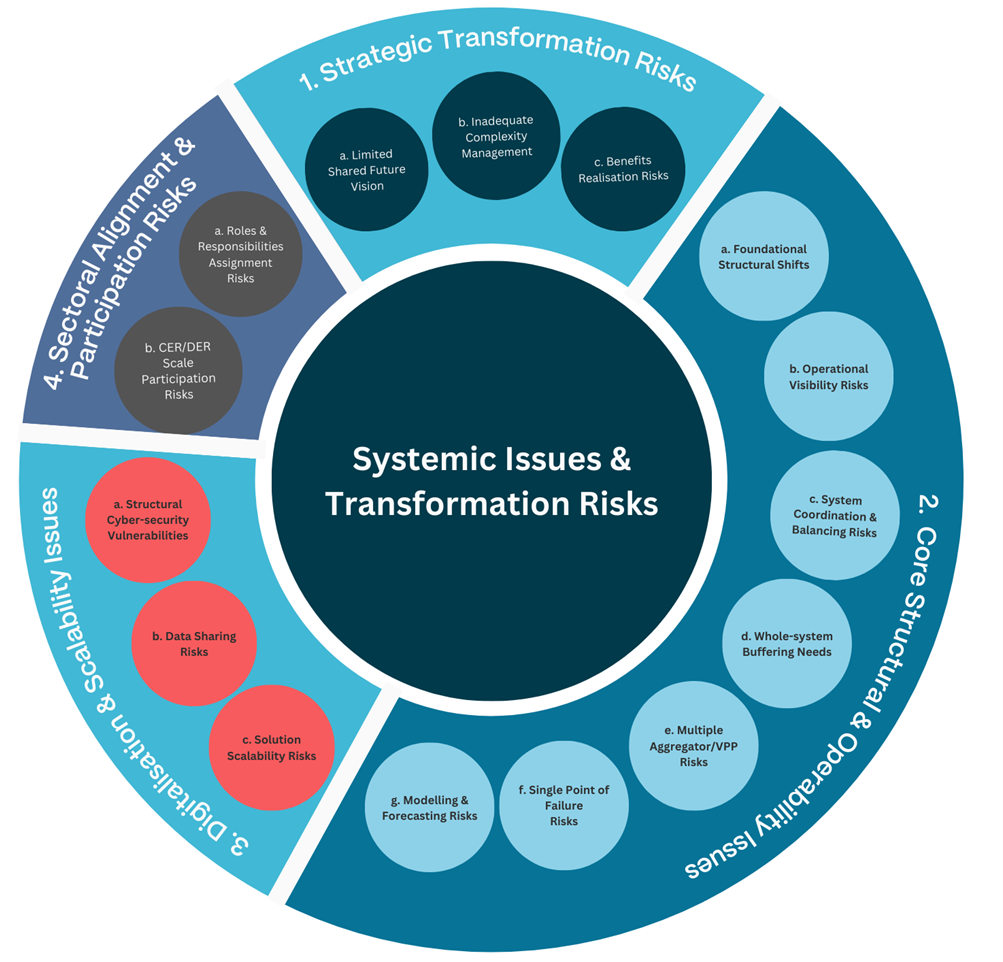 1. Strategic Transformation Risks
a. Limited
Shared Future
Vision
b. Inadequate
Complexity
Management
c. Benefits
Realisation Risks
2. Core Structural & Operability Issues
a. Foundational
Structural Shifts
b. Operational
Visibility Risks
c. System
Coordination &
Balancing Risks
d. Whole-system
Buffering Needs
e. Multiple
Aggregator/VPP
Risks
f. Single Point of
Failure
Risks
g. Modelling &
Forecasting Risks
3. Digitalisation & Scalability Issues
a. Structural
Cyber-security
Vulnerabilities
b. Data Sharing
Risks
c. Solution
Scalability Risks
4. Sectoral Alignment &
Participation Risks
a. Roles &
Responsibilities
Assignment
Risks
b. CER/DER
Scale
Participation
Risks
Systemic Issues &
Transformation Risks